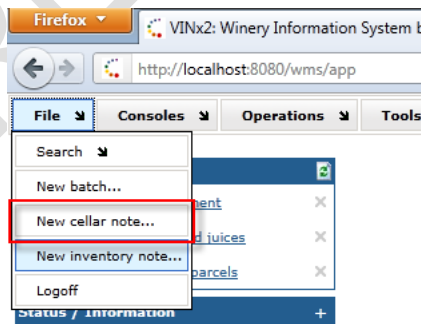 Firefox
VINx2: Winery Information System b
http://localhost:8080/wms/app
File Consoles Operations Tools
Search
New batch...
New cellar note...
juices
New inventory note...
parcels
Logoff
Status / Information +